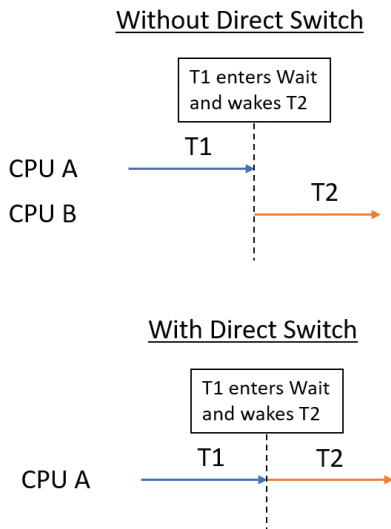 Without Direct Switch
T1 enters Wait
and wakes T2
T1
CPU A
T2
CPU B
With Direct Switch
T1 enters Wait
and wakes T2
T1
T2
CPU A